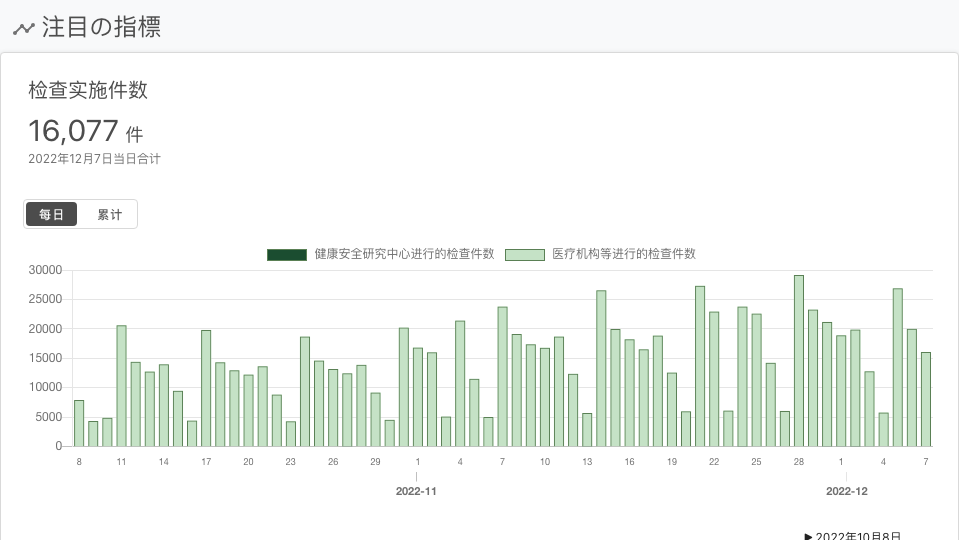 注目の指標
检查实施件数
16,077 件
2022年12月7日当日合计
每日 累计
健康安全研究中心进行的检查件数 医疗机构等进行的检查件数
30000
25000
20000
15000
10000
5000
0
8 11 14 17 20 23 26 29 1 4 7 10 13 16 19 22 25 28 1 4 7
2022-11 2022-12
▶ 2022年10月8日